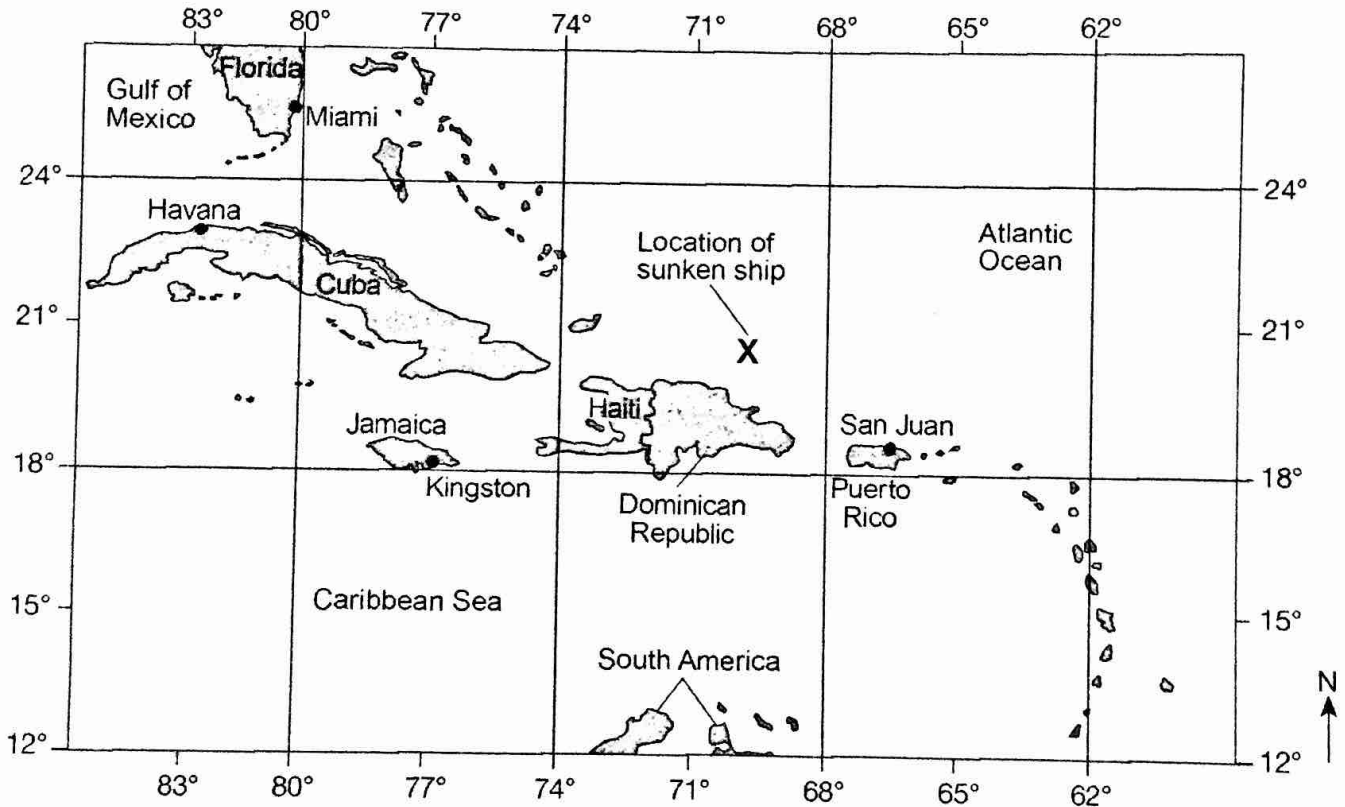 83° 80° 77° 74° 71° 68° 65° 62°
Florida
Gulf of
Mexico
Miami
24° 24°
Havana
Location of
sunken ship
Atlantic
Ocean
Cuba
21° 21°
X
Haiti
Jamaica
San Juan
18° 18°
Kingston
Dominican
Republic
Puerto
Rico
Caribbean Sea
15° 15°
South America
N
12° 12°
83° 80° 77° 74° 71° 68° 65° 62°